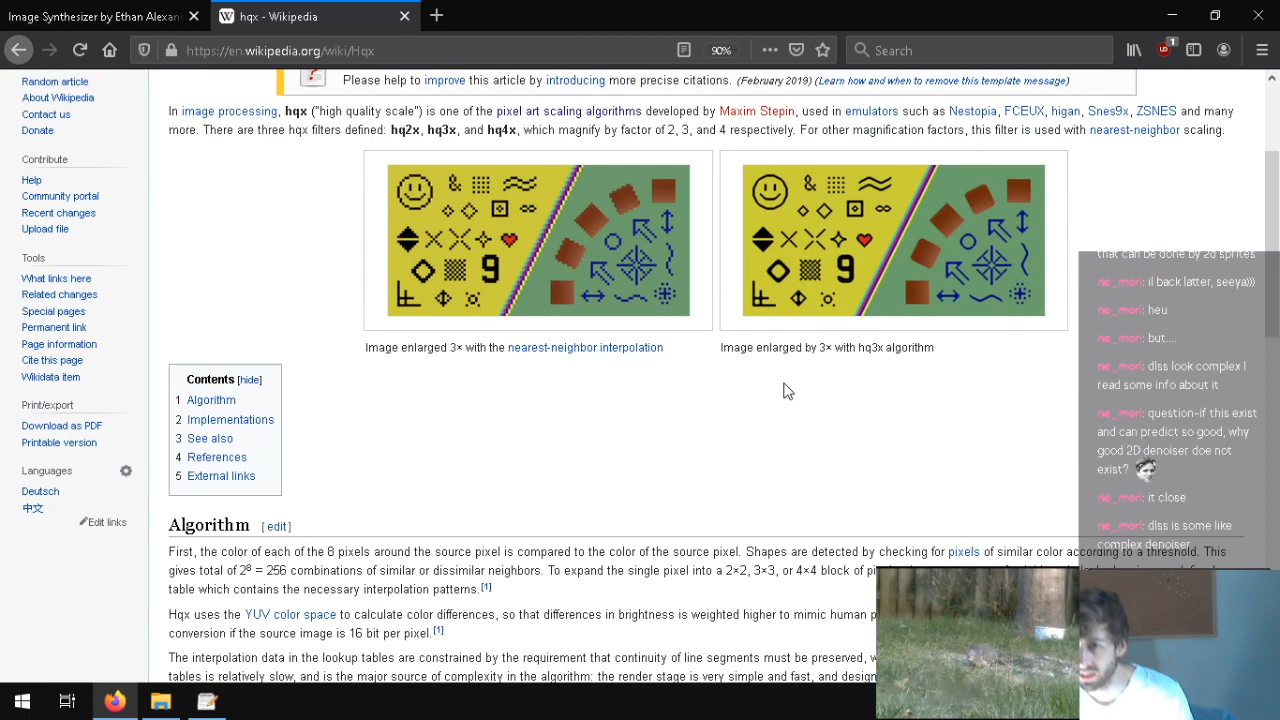 Image Synthesizer by Ethan Alexan
hqx - Wikipedia
https://en.wikipedia.org/wiki/Hqx
90%
Search
1
Random article
About Wikipedia
Contact us
Donate
Contribute
Help
Community portal
Recent changes
Upload file
Tools
What links here
Related changes
Special pages
Permanent link
Page information
Cite this page
Wikidata item
Print/export
Download as PDF
Printable version
Languages
Deutsch
中文
Edit links
Please help to improve this article by introducing more precise citations. (February 2019) (Learn how and when to remove this template message)
In image processing, hqx ("high quality scale") is one of the pixel art scaling algorithms developed by Maxim Stepin, used in emulators such as Nestopia, FCEUX, higan, Snes9x, ZSNES and many
more. There are three hqx filters defined: hq2x, hq3x, and hq4x, which magnify by factor of 2, 3, and 4 respectively. For other magnification factors, this filter is used with nearest-neighbor scaling.
&
9
&
9
Image enlarged 3× with the nearest-neighbor interpolation
Image enlarged by 3× with hq3x algorithm
Contents [hide]
1 Algorithm
2 Implementations
3 See also
4 References
5 External links
Algorithm [ edit ]
First, the color of each of the 8 pixels around the source pixel is compared to the color of the source pixel. Shapes are detected by checking for pixels of similar color according to a threshold. This
gives total of 2⁸ = 256 combinations of similar or dissimilar neighbors. To expand the single pixel into a 2×2, 3×3, or 4×4 block of
table which contains the necessary interpolation patterns.[1]
Hqx uses the YUV color space to calculate color differences, so that differences in brightness is weighted higher to mimic human
conversion if the source image is 16 bit per pixel.[1]
The interpolation data in the lookup tables are constrained by the requirement that continuity of line segments must be preserved,
tables is relatively slow, and is the major source of complexity in the algorithm: the render stage is very simple and fast, and
that can be done by 2d sprites
ne_mori: il back latter, seeya)))
ne_mori: heu
ne_mori: but....
ne_mori: dlss look complex I
read some info about it
ne_mori: question-if this exist
and can predict so good, why
good 2D denoiser doe not
exist?
ne_mori: it close
ne_mori: dlss is some like
complex denoiser